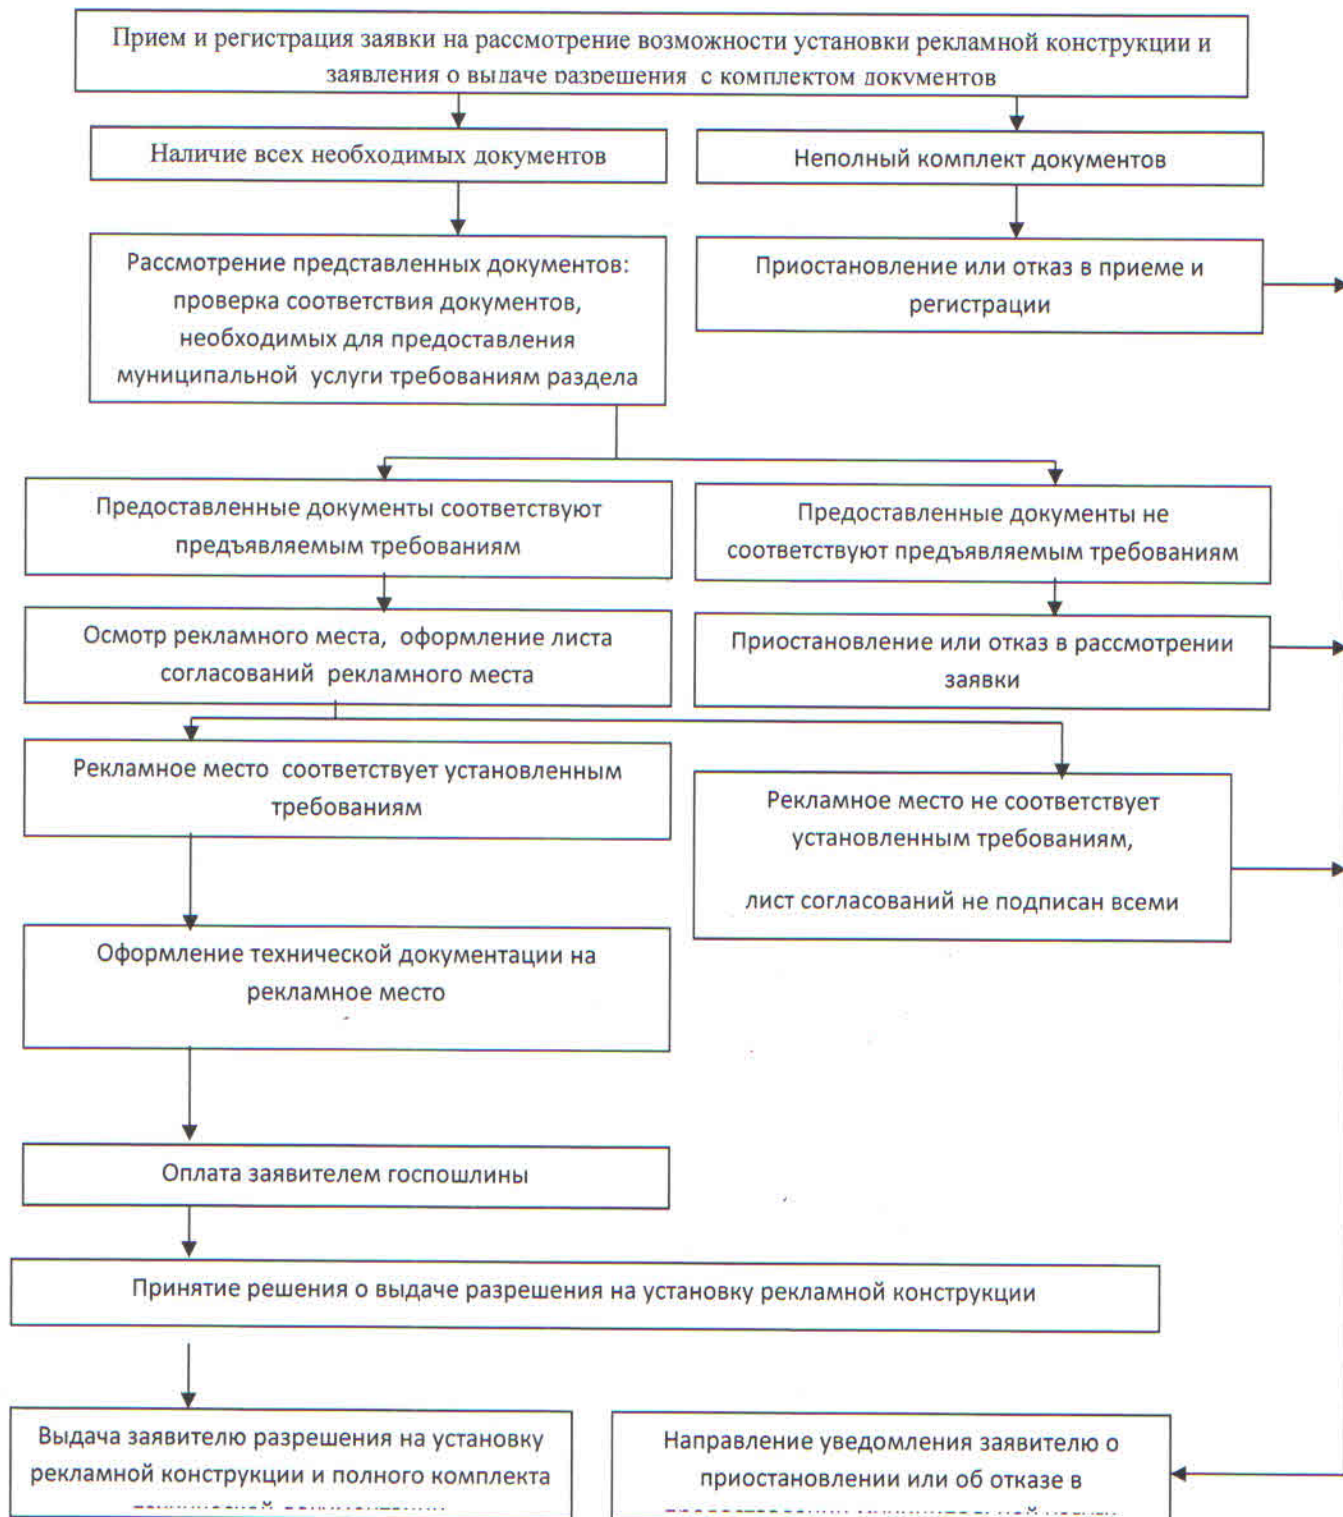 Прием и регистрация заявки на рассмотрение возможности установки рекламной конструкции и
заявления о выдаче разрешения с комплектом документов
Наличие всех необходимых документов
Неполный комплект документов
Рассмотрение представленных документов:
проверка соответствия документов,
необходимых для предоставления
муниципальной услуги требованиям раздела
Приостановление или отказ в приеме и
регистрации
Предоставленные документы соответствуют
предъявляемым требованиям
Предоставленные документы не
соответствуют предъявляемым требованиям
Осмотр рекламного места, оформление листа
согласований рекламного места
Приостановление или отказ в рассмотрении
заявки
Рекламное место соответствует установленным
требованиям
Рекламное место не соответствует
установленным требованиям,
лист согласований не подписан всеми
Оформление технической документации на
рекламное место
Оплата заявителем госпошлины
Принятие решения о выдаче разрешения на установку рекламной конструкции
Выдача заявителю разрешения на установку
рекламной конструкции и полного комплекта
Направление уведомления заявителю о
приостановлении или об отказе в